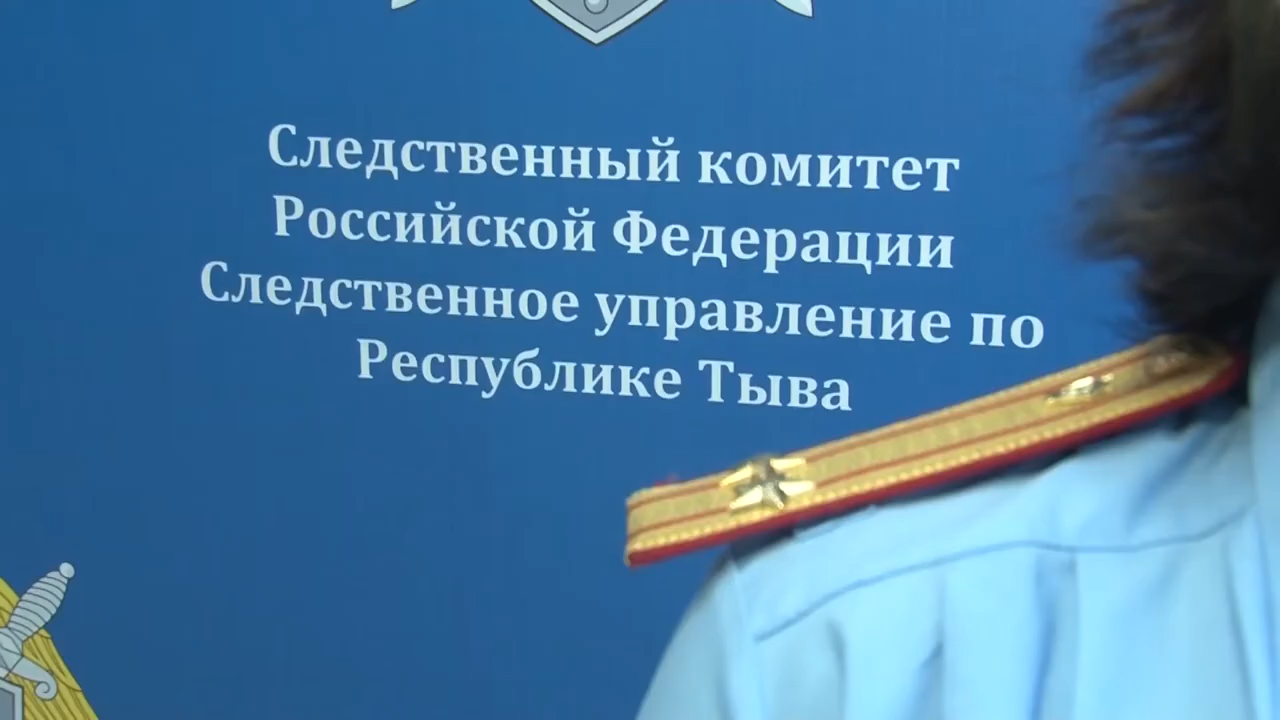 Следственный комитет
Российской Федерации
Следственное управление по
Республике Тыва